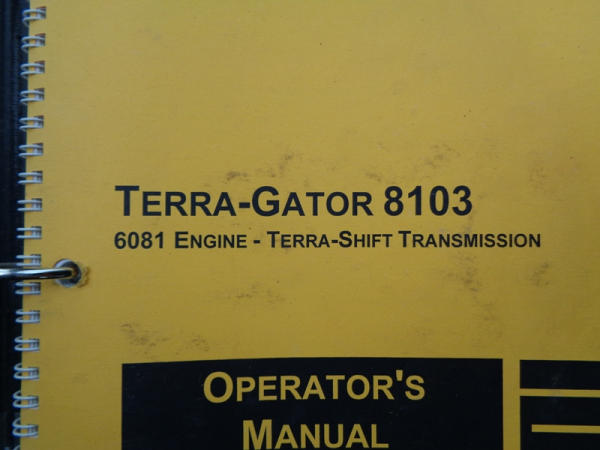 TERRA-GATOR 8103
6081 ENGINE - TERRA-SHIFT TRANSMISSION
OPERATOR'S
MANUAL